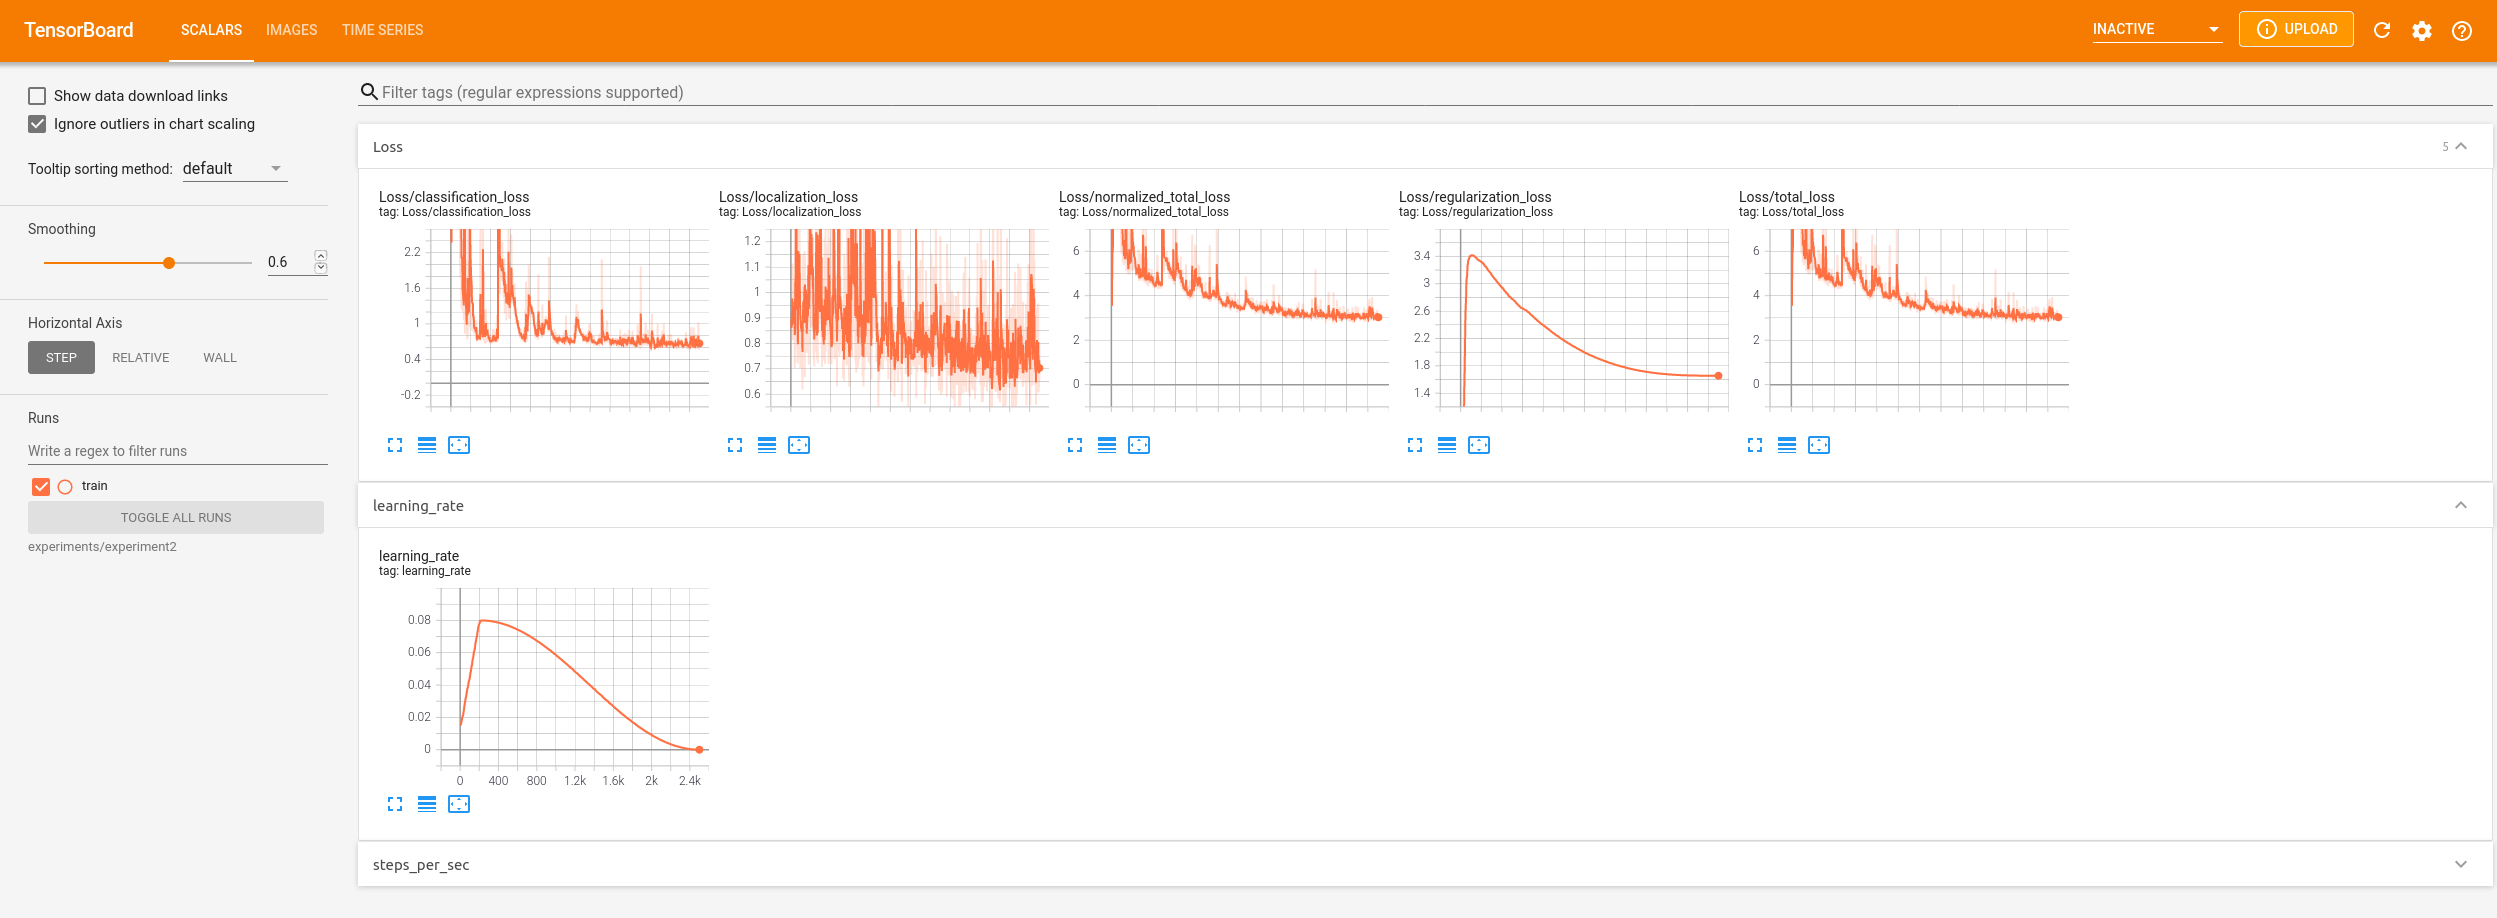 TensorBoard SCALARS IMAGES TIME SERIES INACTIVE UPLOAD
Show data download links
Ignore outliers in chart scaling
Tooltip sorting method: default
Smoothing
0.6
Horizontal Axis
STEP RELATIVE WALL
Runs
Write a regex to filter runs
train
TOGGLE ALL RUNS
experiments/experiment2
Filter tags (regular expressions supported)
Loss 5
Loss/classification_loss
tag: Loss/classification_loss
2.2
1.6
1
0.4
-0.2
Loss/localization_loss
tag: Loss/localization_loss
1.2
1.1
1
0.9
0.8
0.7
0.6
Loss/normalized_total_loss
tag: Loss/normalized_total_loss
6
4
2
0
Loss/regularization_loss
tag: Loss/regularization_loss
3.4
3
2.6
2.2
1.8
1.4
Loss/total_loss
tag: Loss/total_loss
6
4
2
0
learning_rate
learning_rate
tag: learning_rate
0.08
0.06
0.04
0.02
0
0 400 800 1.2k 1.6k 2k 2.4k
steps_per_sec